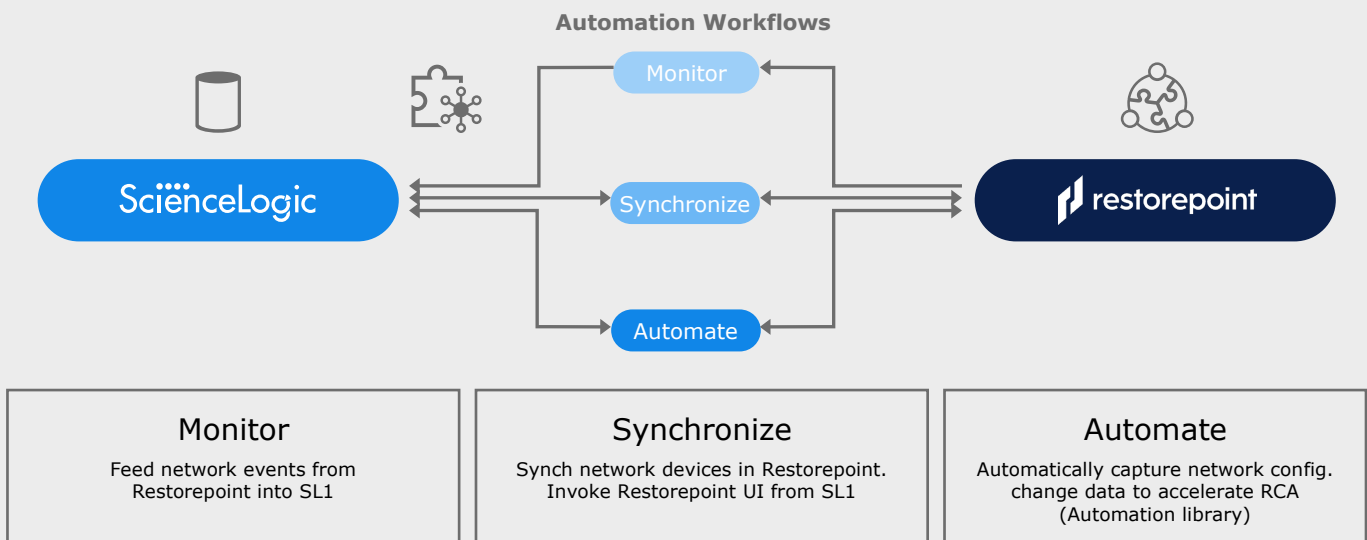 Automation Workflows
Monitor
ScienceLogic
Synchronize
restorepoint
Automate
Monitor
Feed network events from
Restorepoint into SL1
Synchronize
Synch network devices in Restorepoint.
Invoke Restorepoint UI from SL1
Automate
Automatically capture network config.
change data to accelerate RCA
(Automation library)